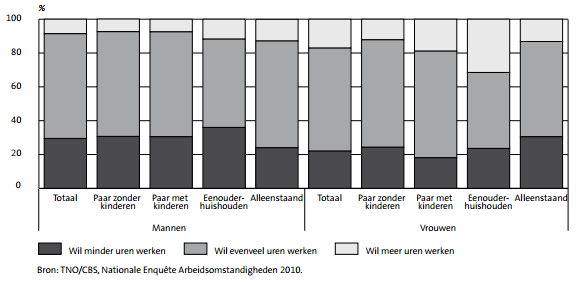 %
100
80
60
40
20
0
Totaal
Paar zonder
kinderen
Paar met
kinderen
Eenouder-
huishouden
Alleenstaand
Totaal
Paar zonder
kinderen
Paar met
kinderen
Eenouder-
huishouden
Alleenstaand
Mannen
Vrouwen
Wil minder uren werken
Wil evenveel uren werken
Wil meer uren werken
Bron: TNO/CBS, Nationale Enquête Arbeidsomstandigheden 2010.